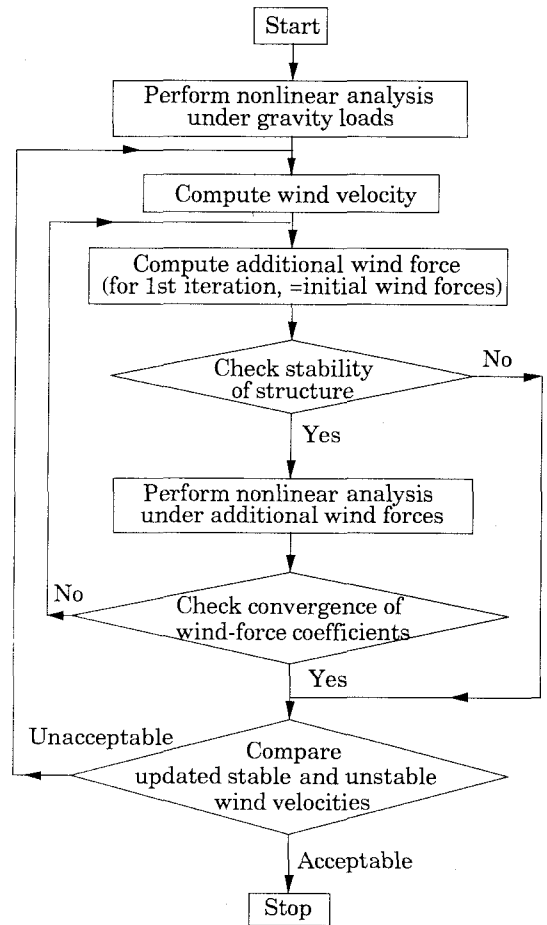 Start
Perform nonlinear analysis
under gravity loads
Compute wind velocity
Compute additional wind force
(for 1st iteration, =initial wind forces)
Check stability
of structure
No
Yes
Perform nonlinear analysis
under additional wind forces
No
Check convergence of
wind-force coefficients
Yes
Unacceptable
Compare
updated stable and unstable
wind velocities
Acceptable
Stop